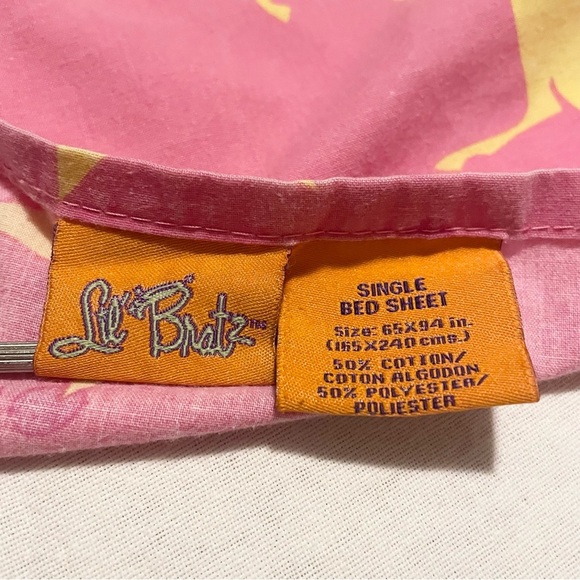 Lil' Bratz
SINGLE
BED SHEET
Size: 65X94 in.
(165X240 cms.)
50% COTTON/
COTON ALGODON
50% POLYESTER/
POLIESTER